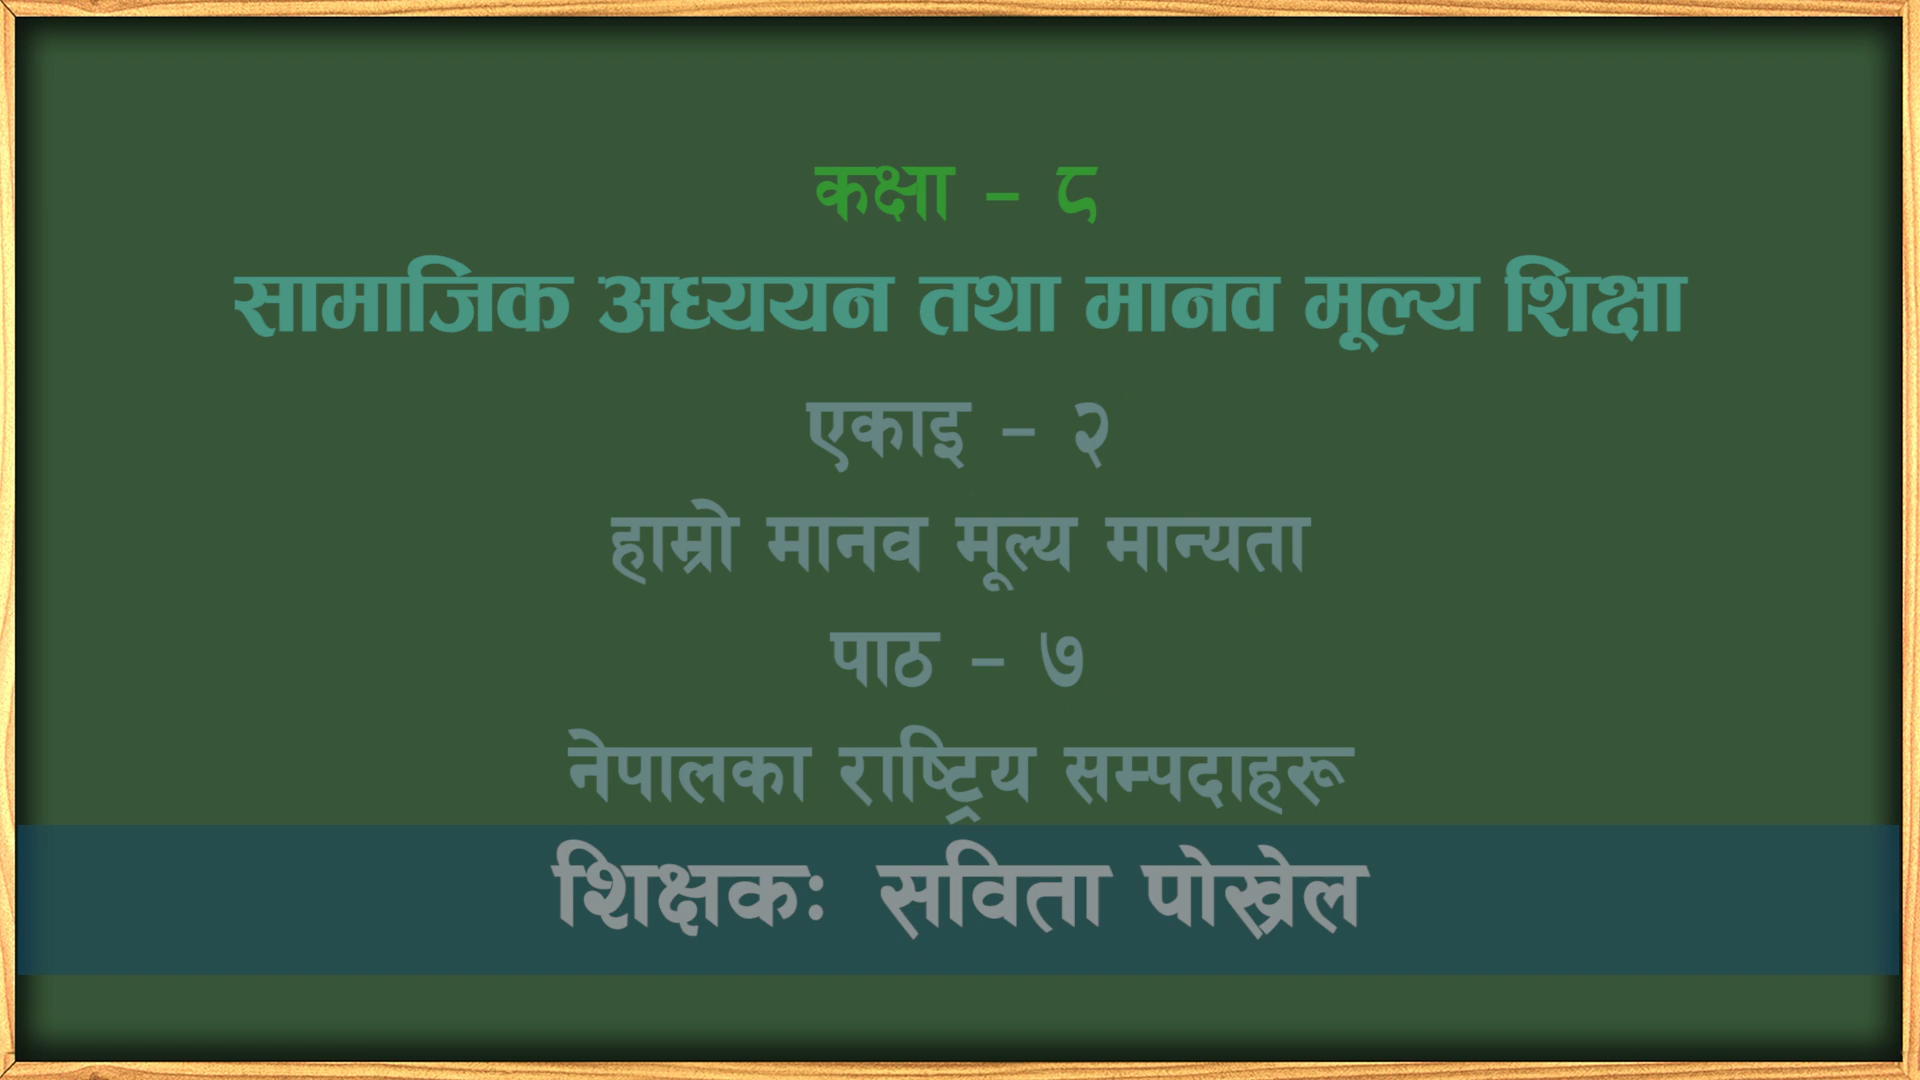 कक्षा – ८
सामाजिक अध्ययन तथा मानव मूल्य शिक्षा
एकाइ – २
हाम्रो मानव मूल्य मान्यता
पाठ – ७
नेपालका राष्ट्रिय सम्पदाहरू
शिक्षकः सविता पोख्रेल